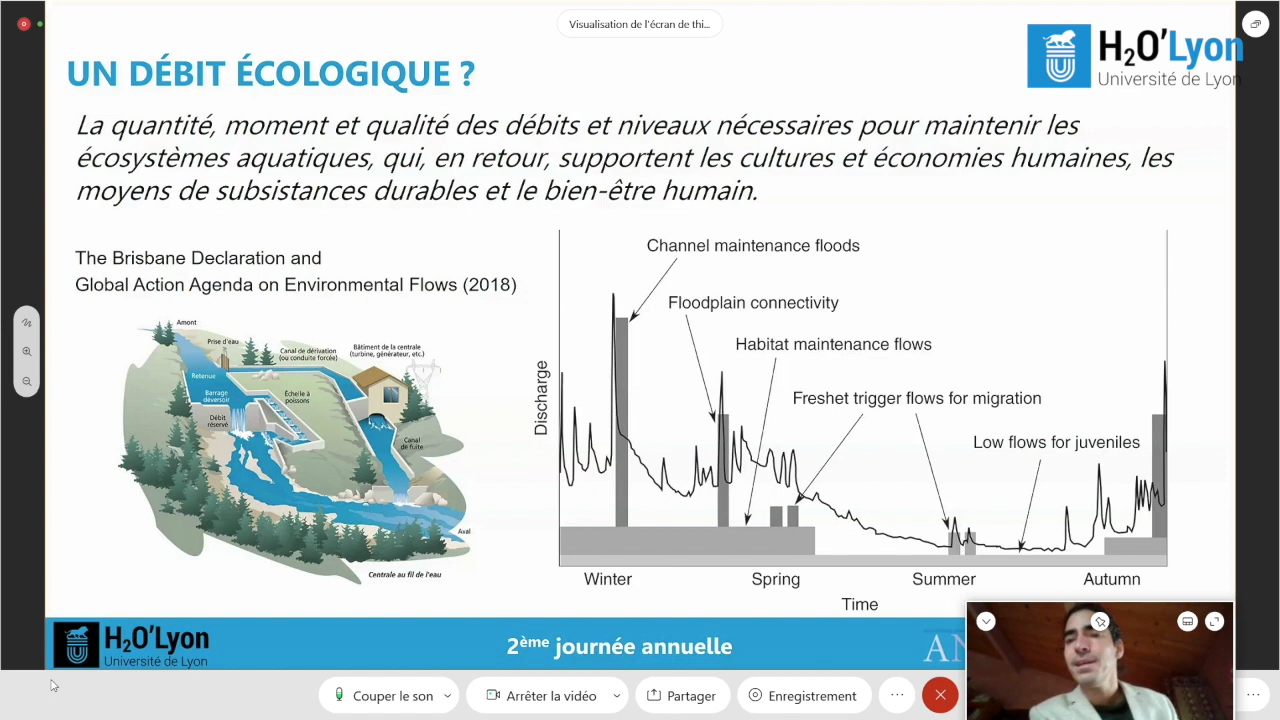 Visualisation de l'écran de thi...
H₂O'Lyon
Université de Lyon
UN DÉBIT ÉCOLOGIQUE ?
La quantité, moment et qualité des débits et niveaux nécessaires pour maintenir les
écosystèmes aquatiques, qui, en retour, supportent les cultures et économies humaines, les
moyens de subsistances durables et le bien-être humain.
The Brisbane Declaration and
Global Action Agenda on Environmental Flows (2018)
Amont
Prise d'eau
Canal de dérivation
(ou conduite forcée)
Bâtiment de la centrale
(turbine, générateur, etc.)
Retenue
Barrage
déversoir
Échelle à
poissons
Débit
réservé
Canal
de fuite
Aval
Centrale au fil de l'eau
Channel maintenance floods
Floodplain connectivity
Habitat maintenance flows
Freshet trigger flows for migration
Low flows for juveniles
Discharge
Winter
Spring
Summer
Autumn
Time
H₂O'Lyon
Université de Lyon
2ème journée annuelle
AN
Couper le son
Arrêter la vidéo
Partager
Enregistrement